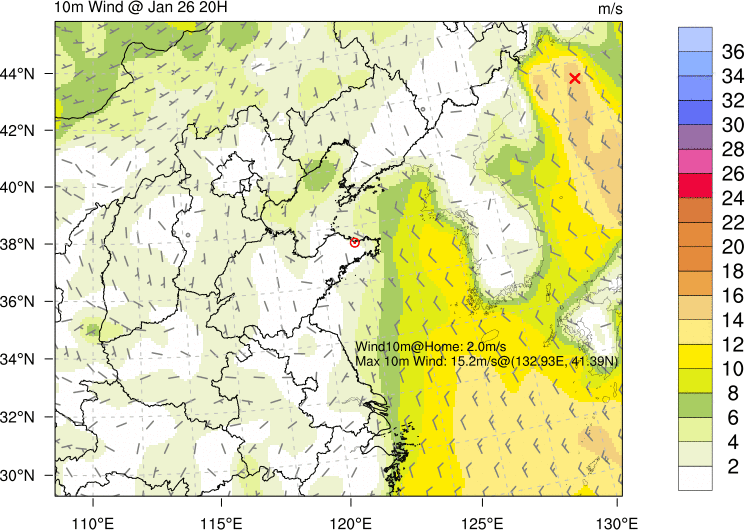 10m Wind @ Jan 26 20H
m/s
44°N
42°N
40°N
38°N
36°N
34°N
32°N
30°N
110°E
115°E
120°E
125°E
130°E
Wind10m@Home: 2.0m/s
Max 10m Wind: 15.2m/s@(132.93E, 41.39N)
36
34
32
30
28
26
24
22
20
18
16
14
12
10
8
6
4
2